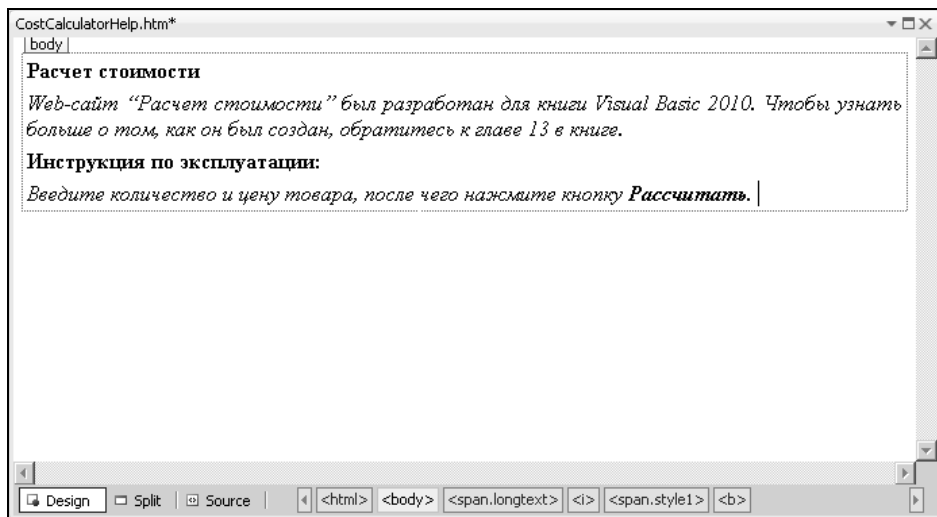 CostCalculatorHelp.htm*
body
Расчет стоимости
Web-сайт “Расчет стоимости” был разработан для книги Visual Basic 2010. Чтобы узнать
больше о том, как он был создан, обратитесь к главе 13 в книге.
Инструкция по эксплуатации:
Введите количество и цену товара, после чего нажмите кнопку Рассчитать.
Design Split Source <html> <body> <span.longtext> <i> <span.style1> <b>